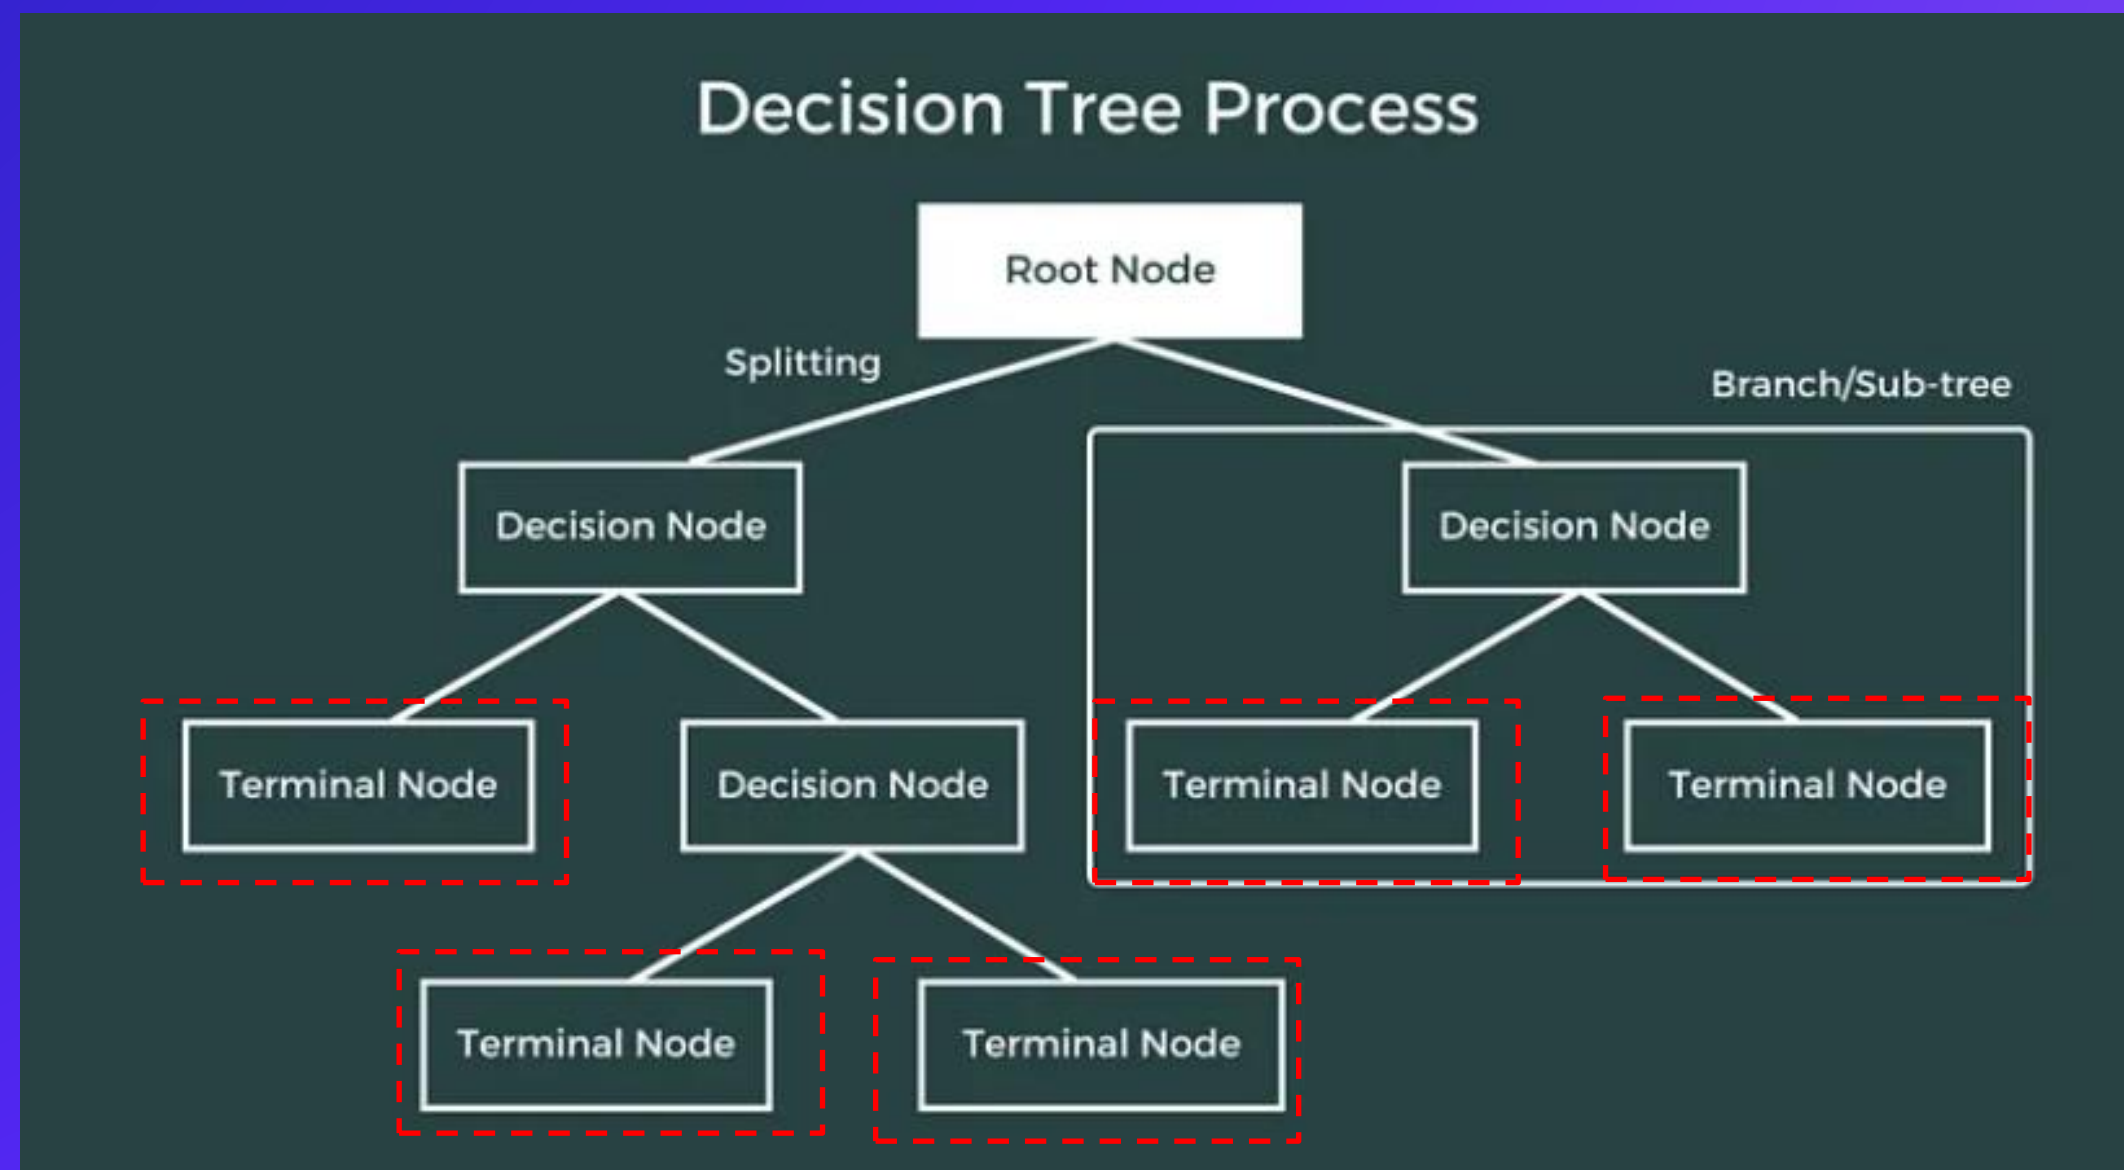 Decision Tree Process
Root Node
Splitting
Branch/Sub-tree
Decision Node
Decision Node
Terminal Node
Decision Node
Terminal Node
Terminal Node
Terminal Node
Terminal Node